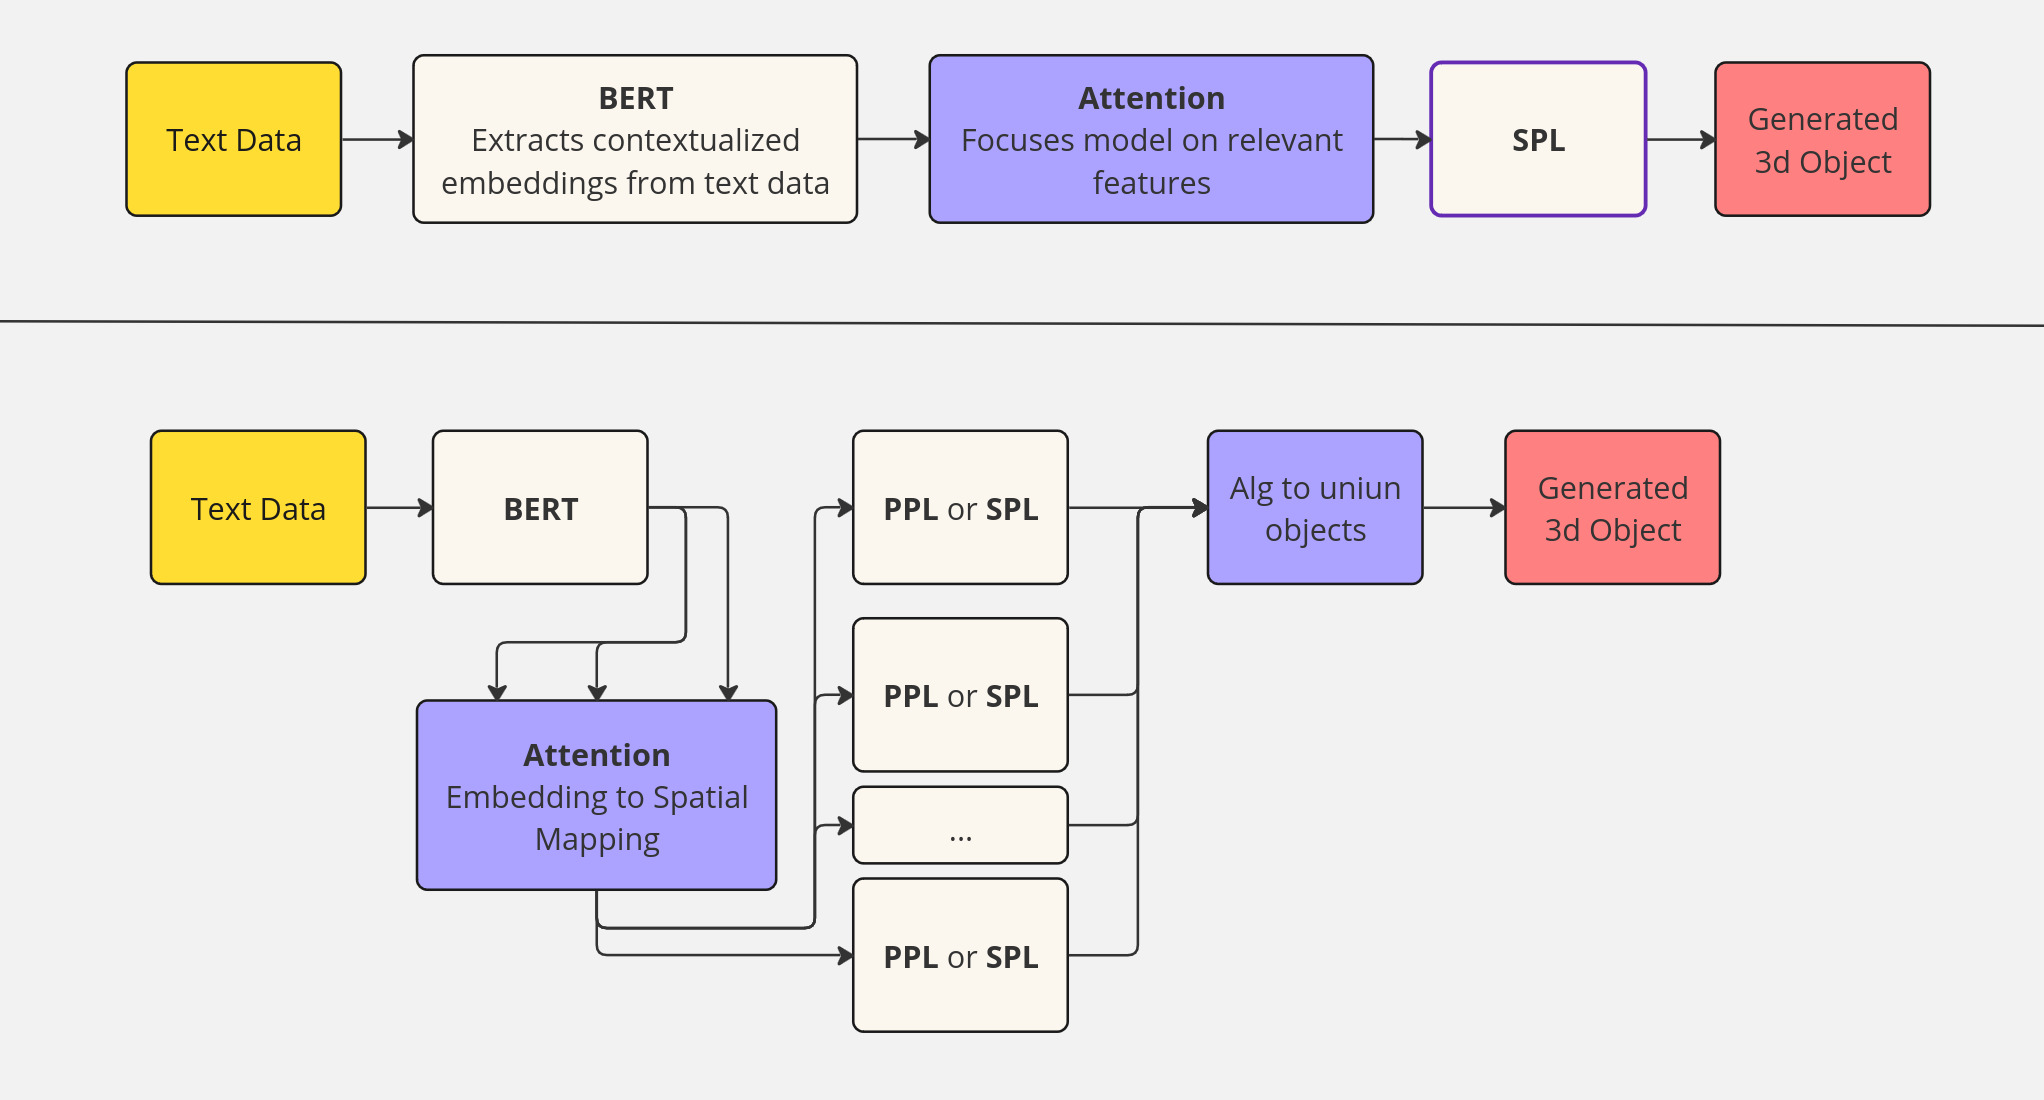 Text Data
BERT
Extracts contextualized
embeddings from text data
Attention
Focuses model on relevant
features
SPL
Generated
3d Object
Text Data
BERT
Attention
Embedding to Spatial
Mapping
PPL or SPL
PPL or SPL
...
PPL or SPL
Alg to uniun
objects
Generated
3d Object